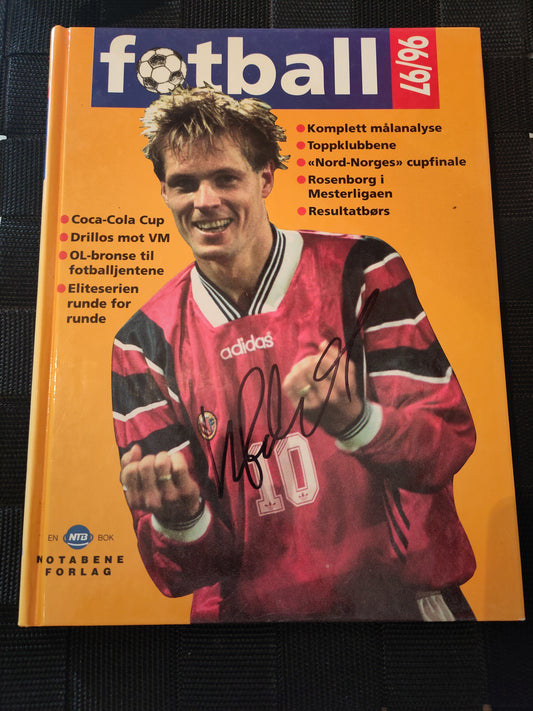 fotball
96/97
Komplett målanalyse
Toppklubbene
«Nord-Norges» cupfinale
Rosenborg i
Mesterligaen
Resultatbørs
Coca-Cola Cup
Drillos mot VM
OL-bronse til
fotballjentene
Eliteserien
runde for
runde
adidas
10
EN NTB BOK
NOTABENE
FORLAG